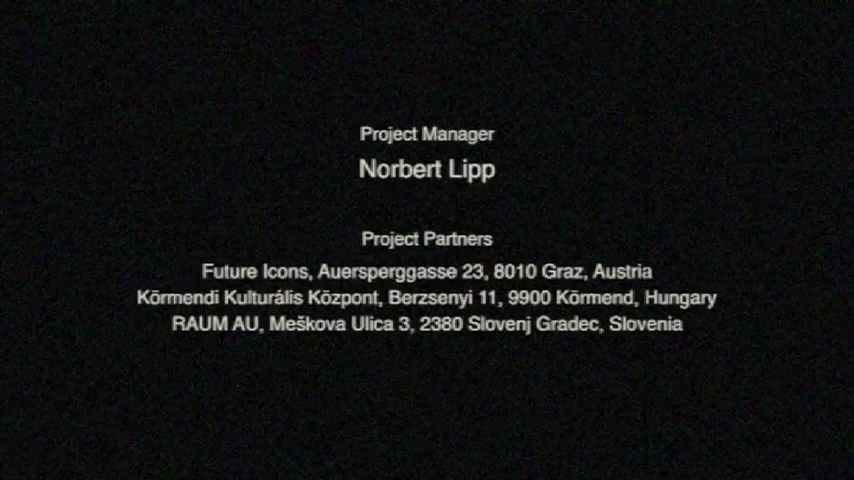 Project Manager
Norbert Lipp
Project Partners
Future Icons, Auersperggasse 23, 8010 Graz, Austria
Körmendi Kulturális Központ, Berzsenyi 11, 9900 Körmend, Hungary
RAUM AU, Meškova Ulica 3, 2380 Slovenj Gradec, Slovenia